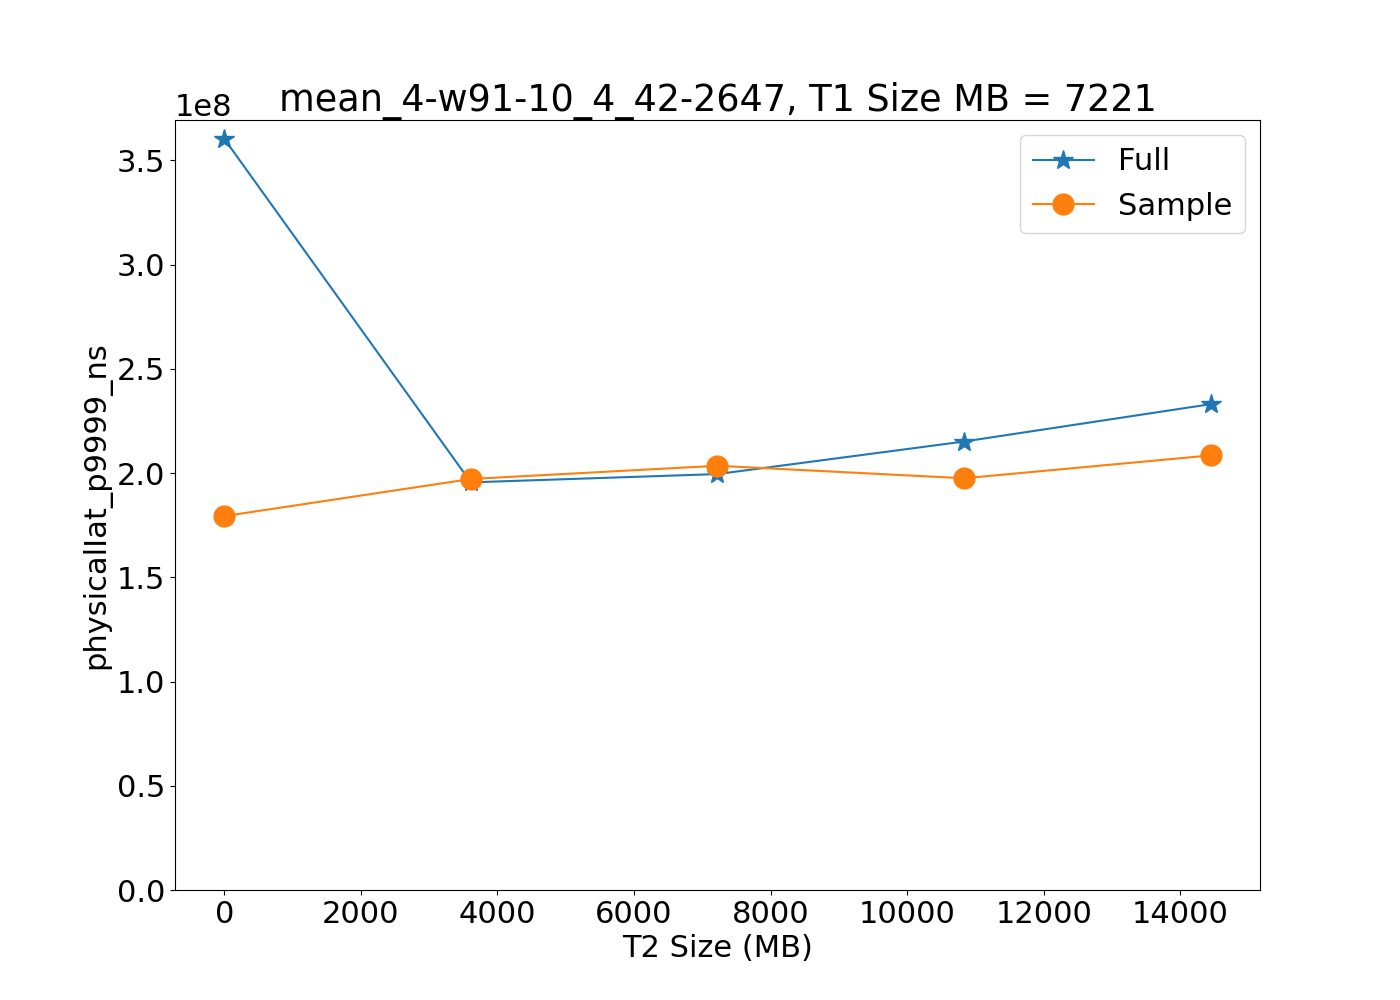 mean_4-w91-10_4_42-2647, T1 Size MB = 7221
1e8
Full
Sample
3.5
3.0
2.5
2.0
1.5
1.0
0.5
0.0
physicallat_p9999_ns
0 2000 4000 6000 8000 10000 12000 14000
T2 Size (MB)